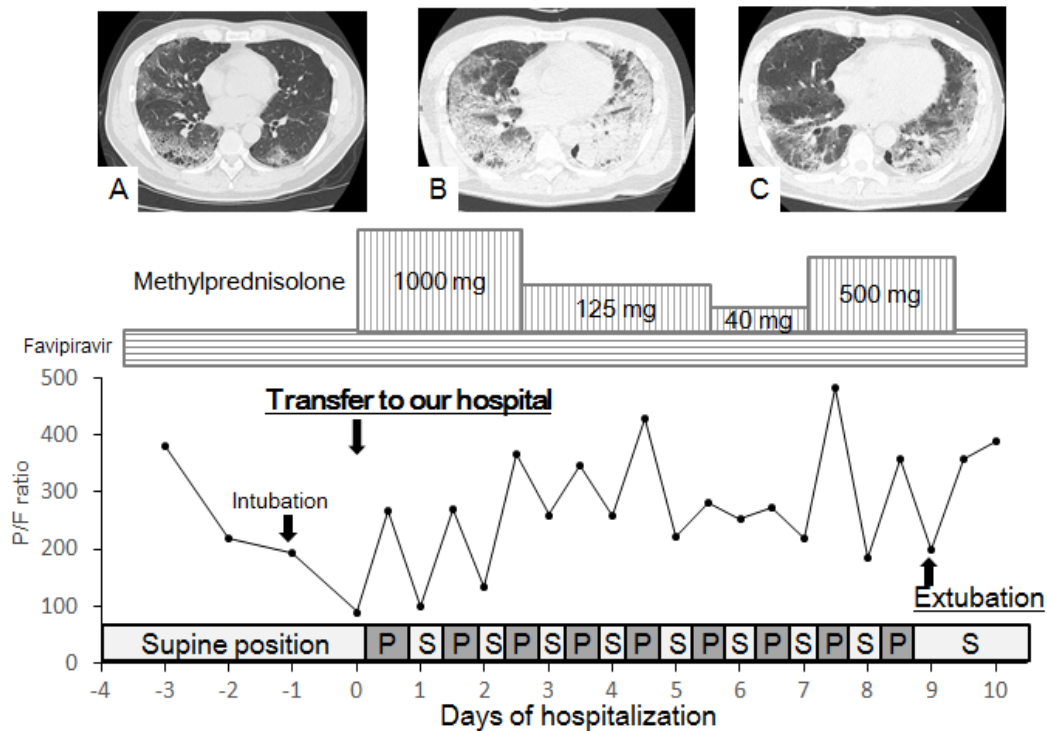 A
B
C
Methylprednisolone
1000 mg
125 mg
40 mg
500 mg
Favipiravir
500
400
300
200
100
0
P/F ratio
Transfer to our hospital
Intubation
Extubation
Supine position P S P S P S P S P S P S P S P S P S
-4 -3 -2 -1 0 1 2 3 4 5 6 7 8 9 10
Days of hospitalization